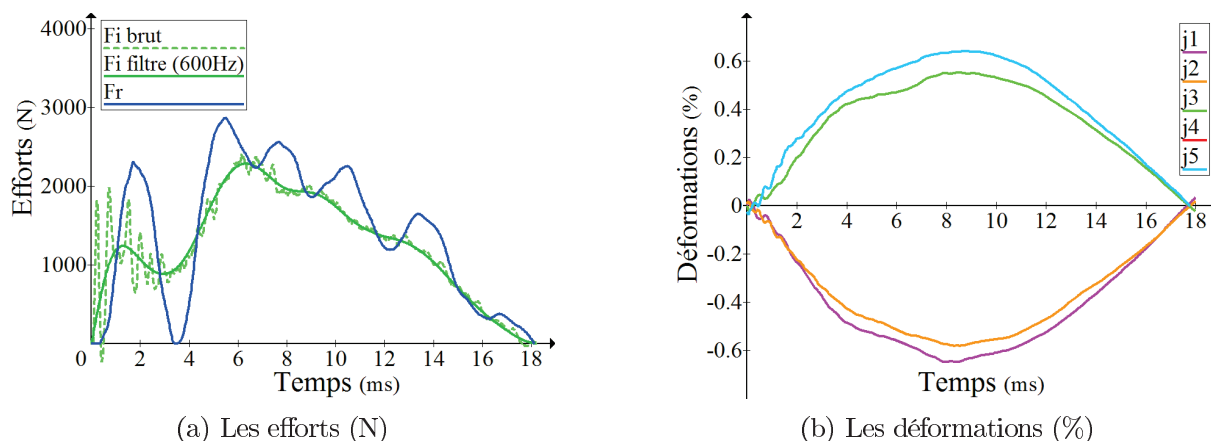 4000
3000
2000
1000
Efforts (N)
Fi brut
Fi filtre (600Hz)
Fr
0 2 4 6 8 10 12 14 16 18
Temps (ms)
(a) Les efforts (N)
0.6
0.4
0.2
0
-0.2
-0.4
-0.6
Déformations (%)
j1
j2
j3
j4
j5
2 4 6 8 10 12 14 16 18
Temps (ms)
(b) Les déformations (%)